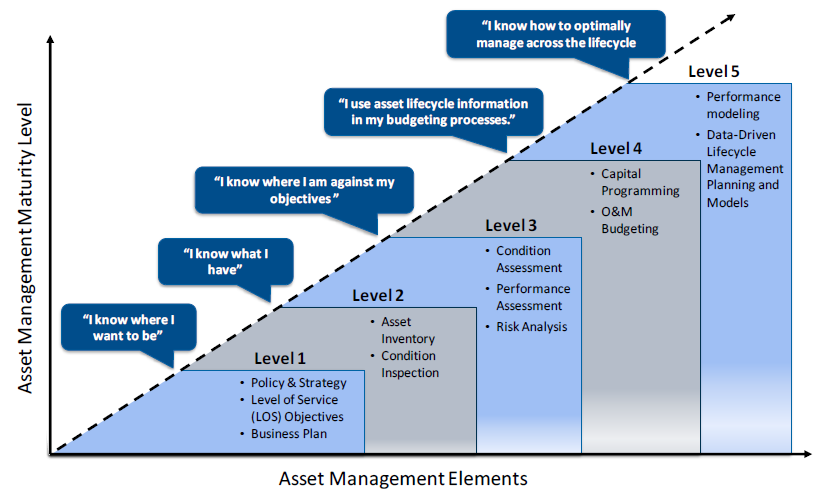 “I know how to optimally
manage across the lifecycle
Level 5
• Performance
modeling
• Data-Driven
Lifecycle
Management
Planning and
Models
“I use asset lifecycle information
in my budgeting processes.”
Level 4
• Capital
Programming
• O&M
Budgeting
“I know where I am against my
objectives”
Level 3
• Condition
Assessment
• Performance
Assessment
• Risk Analysis
“I know what I
have”
Level 2
• Asset
Inventory
• Condition
Inspection
“I know where I
want to be”
Level 1
• Policy & Strategy
• Level of Service
(LOS) Objectives
• Business Plan
Asset Management Maturity Level
Asset Management Elements